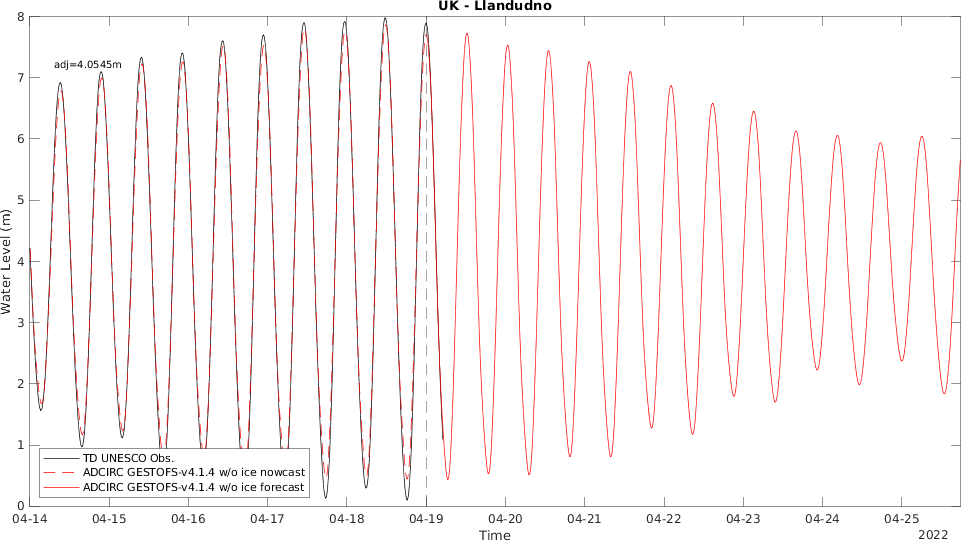 UK - Llandudno
8
adj=4.0545m
7
6
5
4
3
2
1
0
Water Level (m)
TD UNESCO Obs.
ADCIRC GESTOFS-v4.1.4 w/o ice nowcast
ADCIRC GESTOFS-v4.1.4 w/o ice forecast
04-14 04-15 04-16 04-17 04-18 04-19 04-20 04-21 04-22 04-23 04-24 04-25
Time
2022